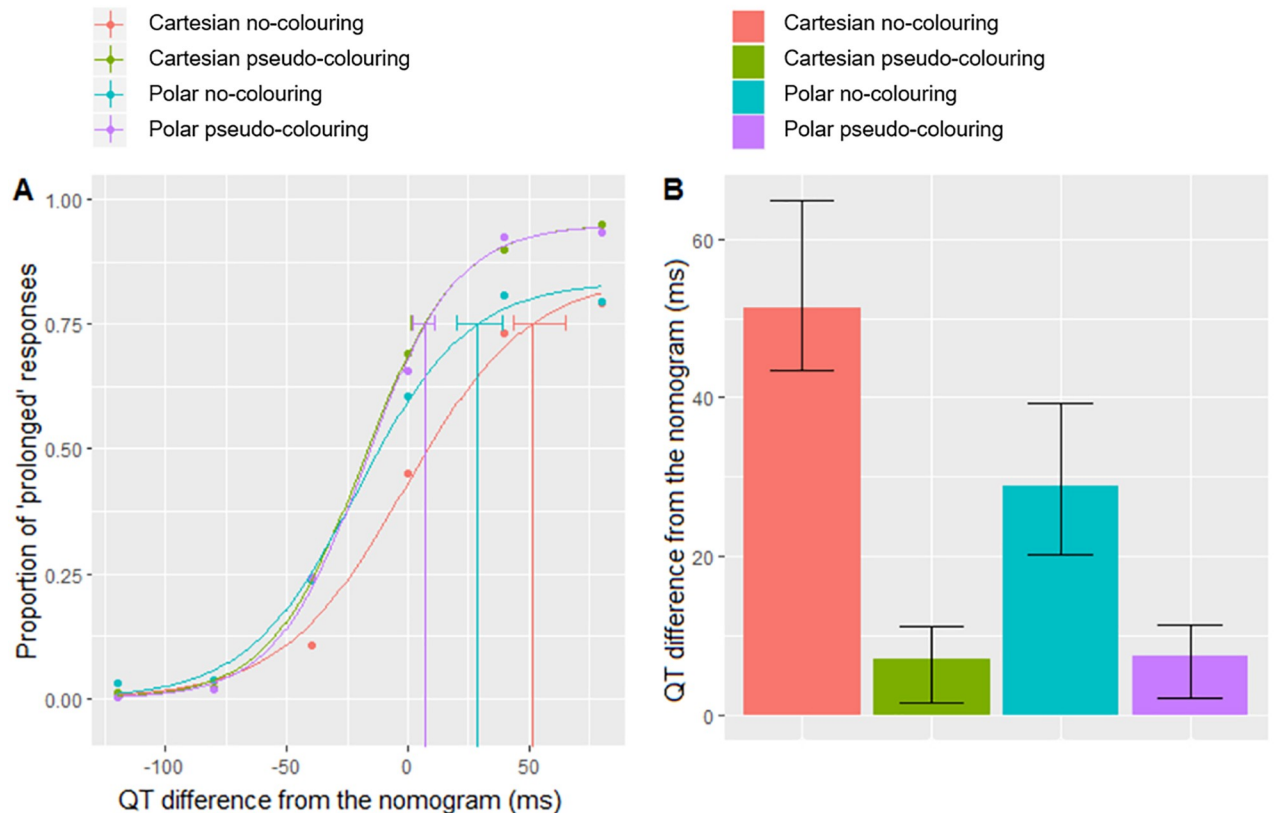 Cartesian no-colouring
Cartesian pseudo-colouring
Polar no-colouring
Polar pseudo-colouring
Cartesian no-colouring
Cartesian pseudo-colouring
Polar no-colouring
Polar pseudo-colouring
A
Proportion of 'prolonged' responses
1.00
0.75
0.50
0.25
0.00
-100
-50
0
50
QT difference from the nomogram (ms)
B
QT difference from the nomogram (ms)
60
40
20
0